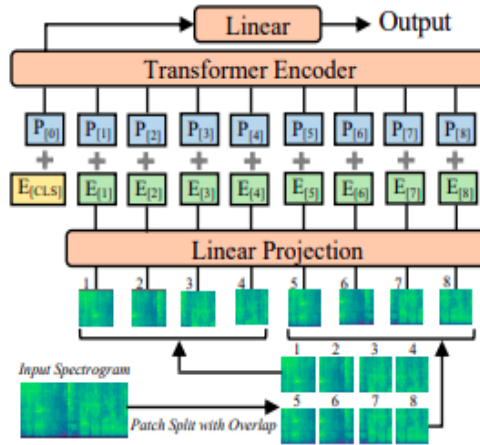 Linear Output
Transformer Encoder
P[0] P[1] P[2] P[3] P[4] P[5] P[6] P[7] P[8]
+ + + + + + + + +
E[CLS] E[1] E[2] E[3] E[4] E[5] E[6] E[7] E[8]
Linear Projection
1 2 3 4 5 6 7 8
1 2 3 4
Input Spectrogram
5 6 7 8
Patch Split with Overlap